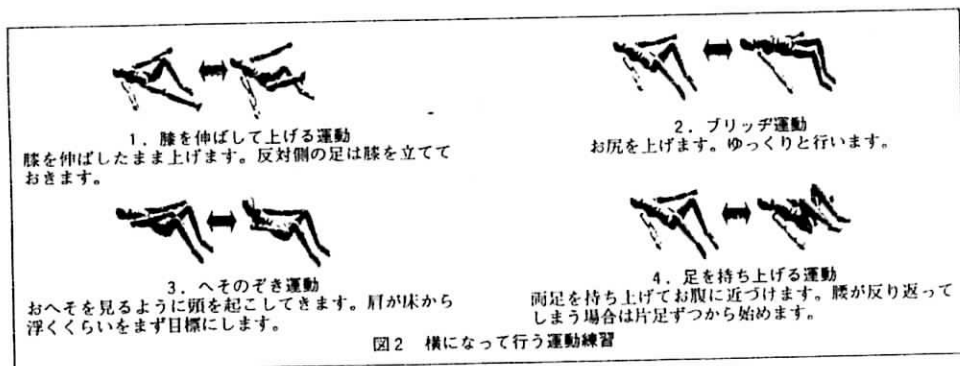 1．膝を伸ばして上げる運動
膝を伸ばしたまま上げます。反対側の足は膝を立てて
おきます。
2．ブリッヂ運動
お尻を上げます。ゆっくりと行います。
3．へそのぞき運動
おへそを見るように頭を起こしてきます。肩が床から
浮くくらいをまず目標にします。
4．足を持ち上げる運動
両足を持ち上げてお腹に近づけます。腰が反り返って
しまう場合は片足ずつから始めます。
図2　横になって行う運動練習